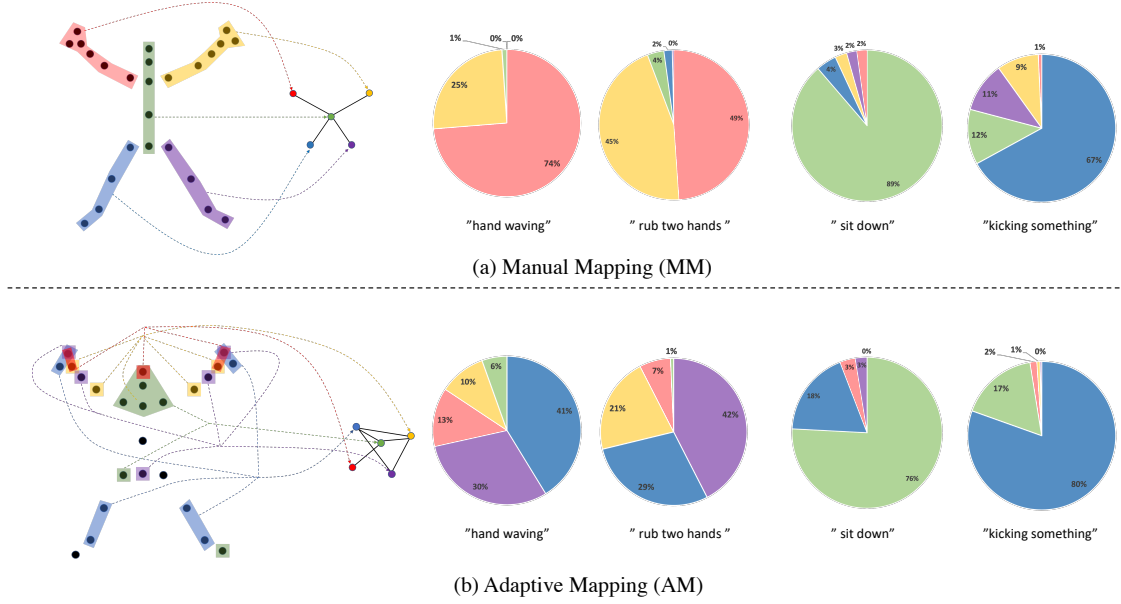 1% 0% 0%
25%
74%
"hand waving"
2% 0%
4%
45%
49%
" rub two hands "
3% 2% 2%
4%
89%
" sit down"
1%
9%
11%
12%
67%
"kicking something"
(a) Manual Mapping (MM)
6%
10%
13%
41%
30%
"hand waving"
1%
7%
21%
42%
29%
" rub two hands "
0%
3% 3%
18%
76%
" sit down"
2% 1% 0%
17%
80%
"kicking something"
(b) Adaptive Mapping (AM)